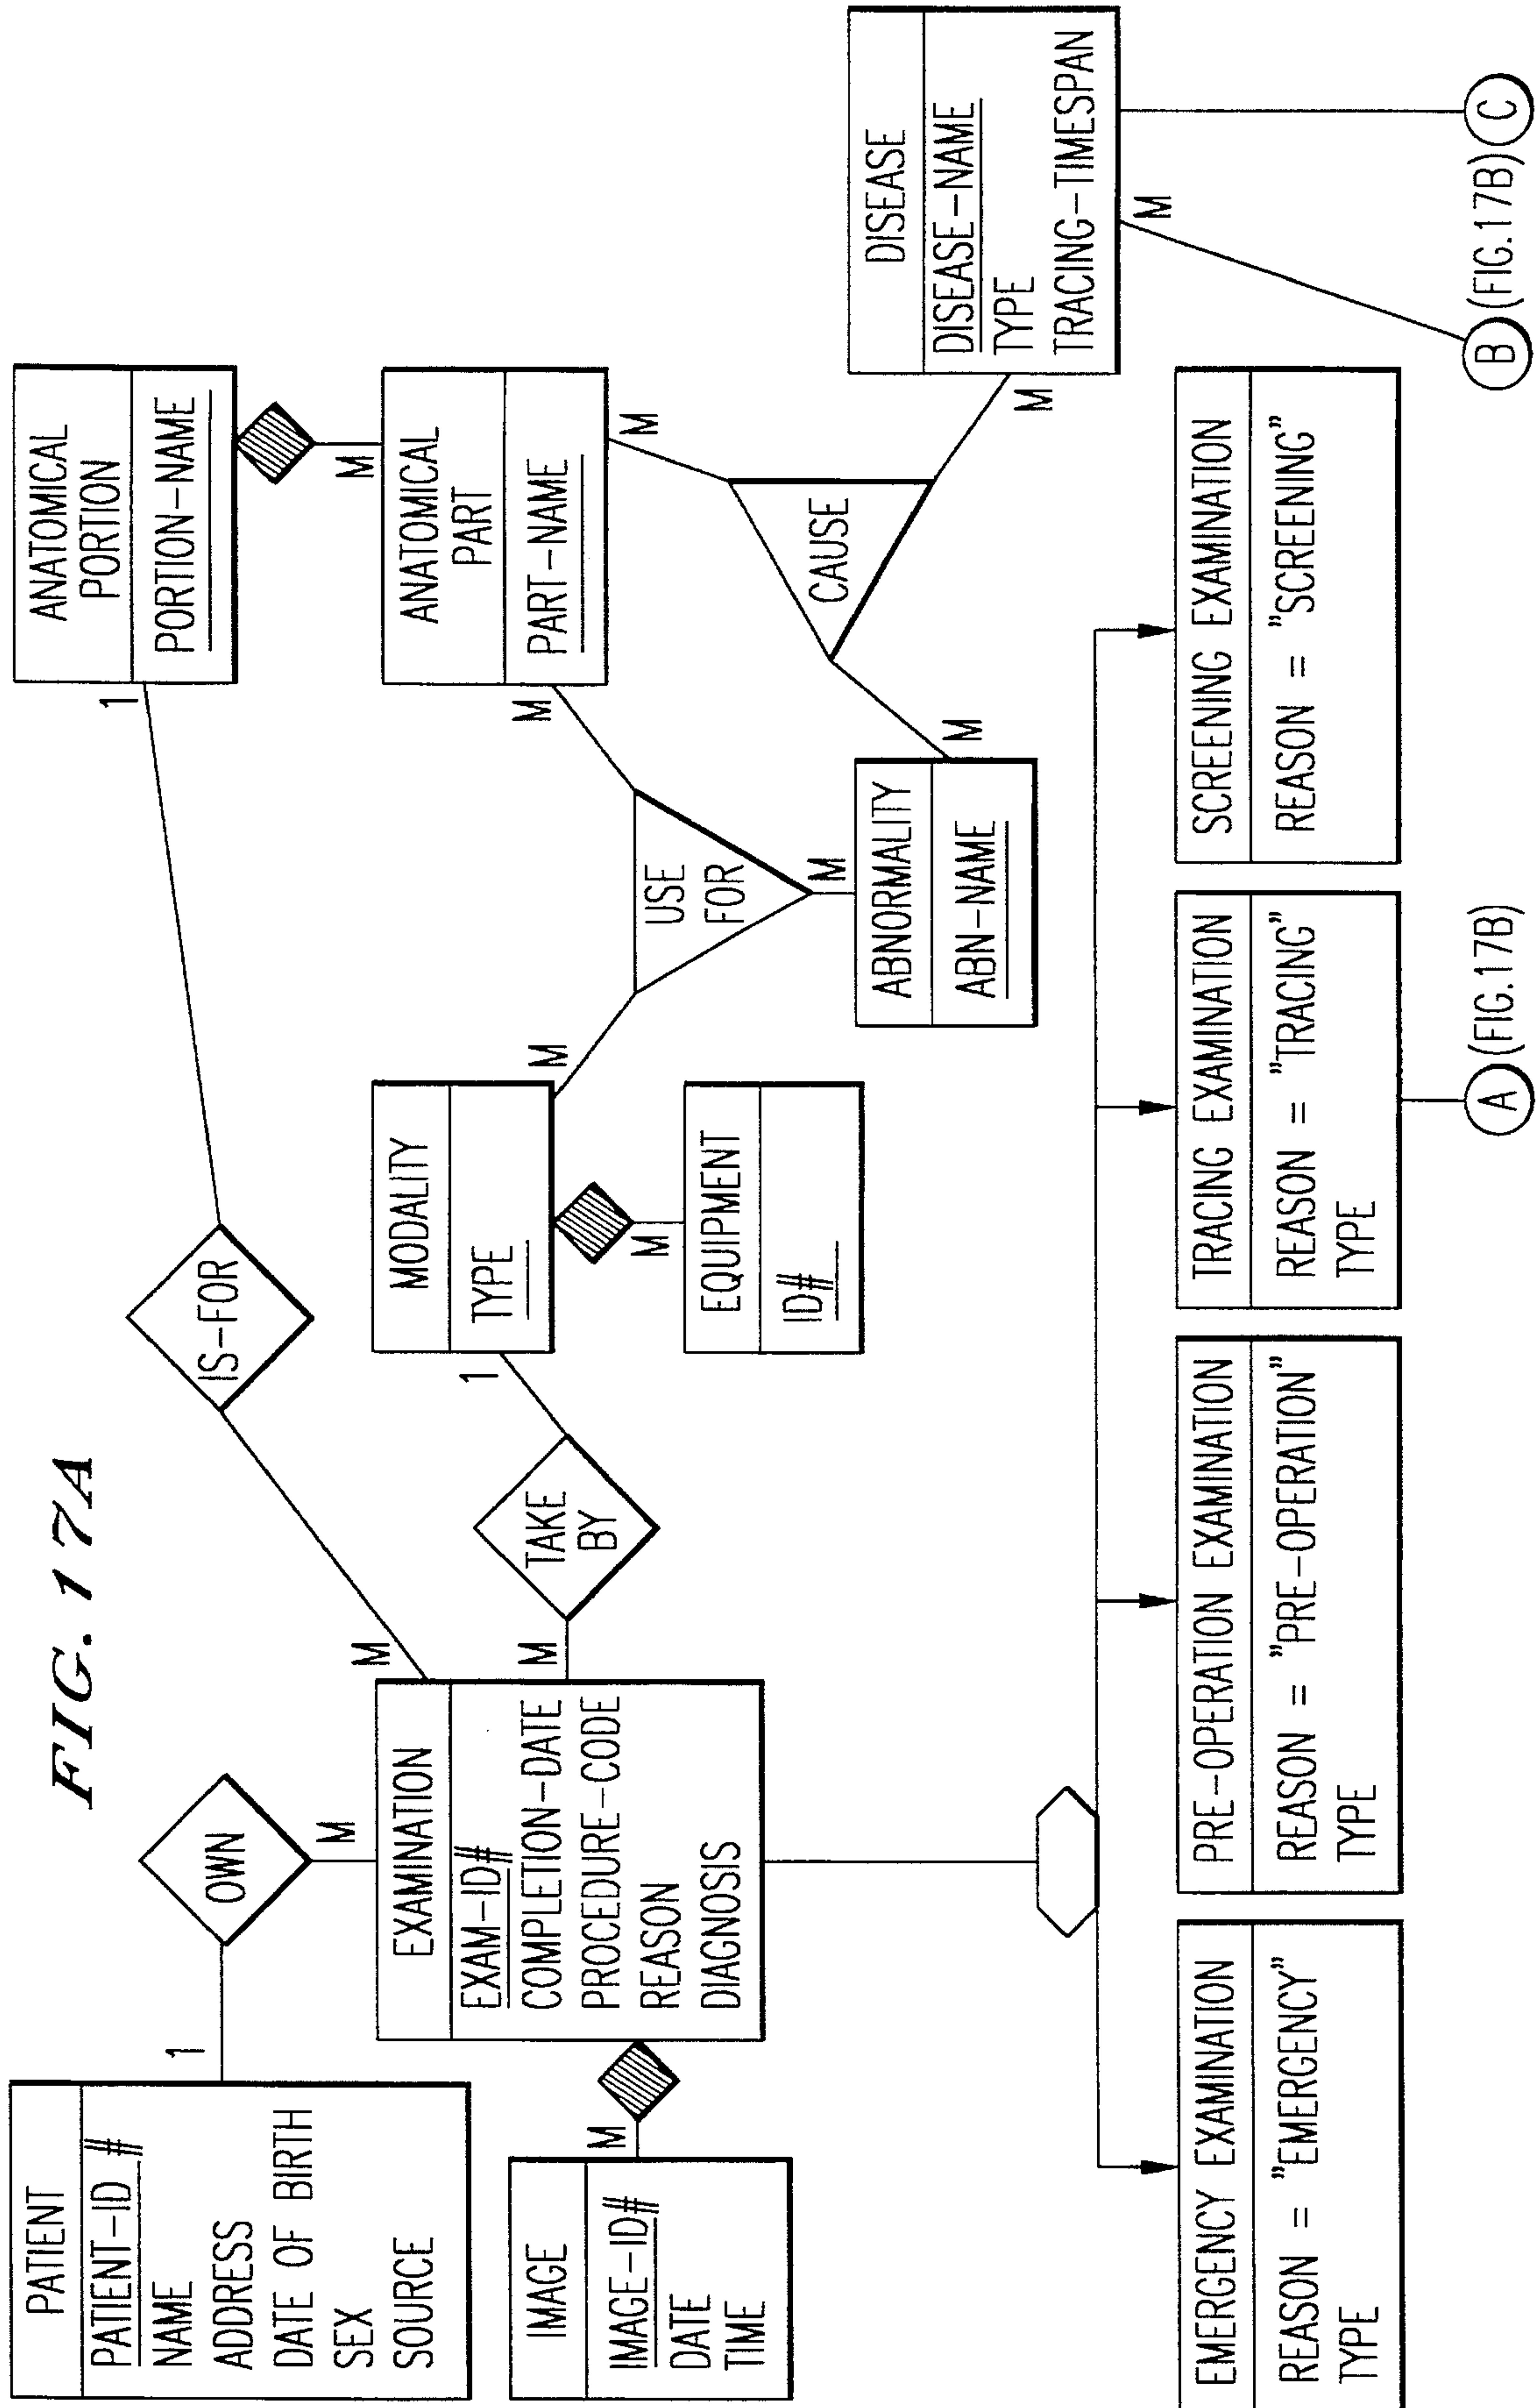 FIG. 17A
PATIENT
PATIENT-ID #
NAME
ADDRESS
DATE OF BIRTH
SEX
SOURCE
1
OWN
M
IMAGE
IMAGE-ID#
DATE
TIME
M
EXAMINATION
EXAM-ID#
COMPLETION-DATE
PROCEDURE-CODE
REASON
DIAGNOSIS
M
IS-FOR
1
M
TAKE
BY
1
MODALITY
TYPE
M
EQUIPMENT
ID#
M
USE
FOR
M
M
ANATOMICAL
PORTION
PORTION-NAME
M
ANATOMICAL
PART
PART-NAME
M
ABNORMALITY
ABN-NAME
M
CAUSE
M
DISEASE
DISEASE-NAME
TYPE
TRACING-TIMESPAN
M
EMERGENCY EXAMINATION
REASON = "EMERGENCY"
TYPE
PRE-OPERATION EXAMINATION
REASON = "PRE-OPERATION"
TYPE
TRACING EXAMINATION
REASON = "TRACING"
TYPE
SCREENING EXAMINATION
REASON = "SCREENING"
A (FIG.17B)
B (FIG.17B) C